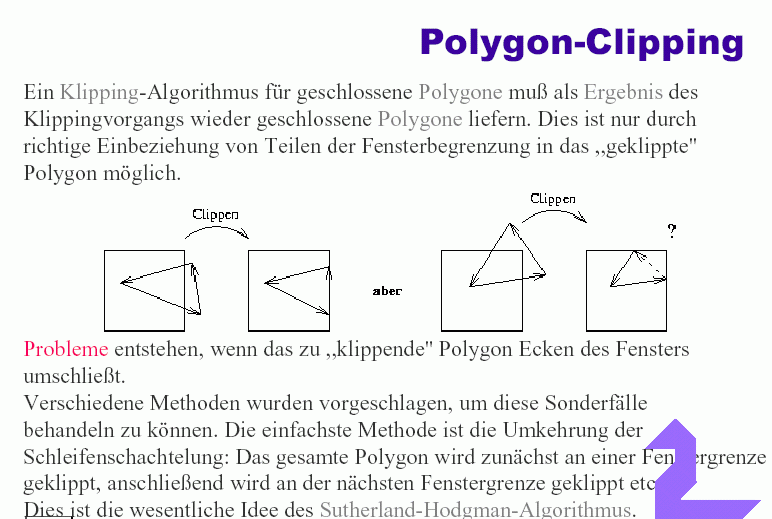 Polygon-Clipping
Ein Klipping-Algorithmus für geschlossene Polygone muß als Ergebnis des
Klippingvorgangs wieder geschlossene Polygone liefern. Dies ist nur durch
richtige Einbeziehung von Teilen der Fensterbegrenzung in das ,,geklippte"
Polygon möglich.
Clippen
Clippen
?
aber
Probleme entstehen, wenn das zu ,,klippende" Polygon Ecken des Fensters
umschließt.
Verschiedene Methoden wurden vorgeschlagen, um diese Sonderfälle
behandeln zu können. Die einfachste Methode ist die Umkehrung der
Schleifenschachtelung: Das gesamte Polygon wird zunächst an einer Fenstergrenze
geklippt, anschließend wird an der nächsten Fenstergrenze geklippt etc
Dies ist die wesentliche Idee des Sutherland-Hodgman-Algorithmus.